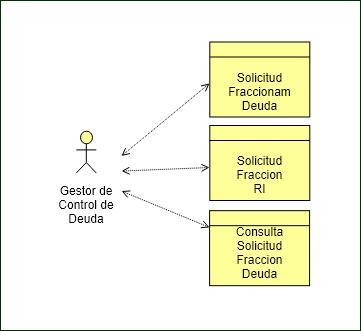 Solicitud
Fraccionam
Deuda
Gestor de
Control de
Deuda
Solicitud
Fraccion
RI
Consulta
Solicitud
Fraccion
Deuda